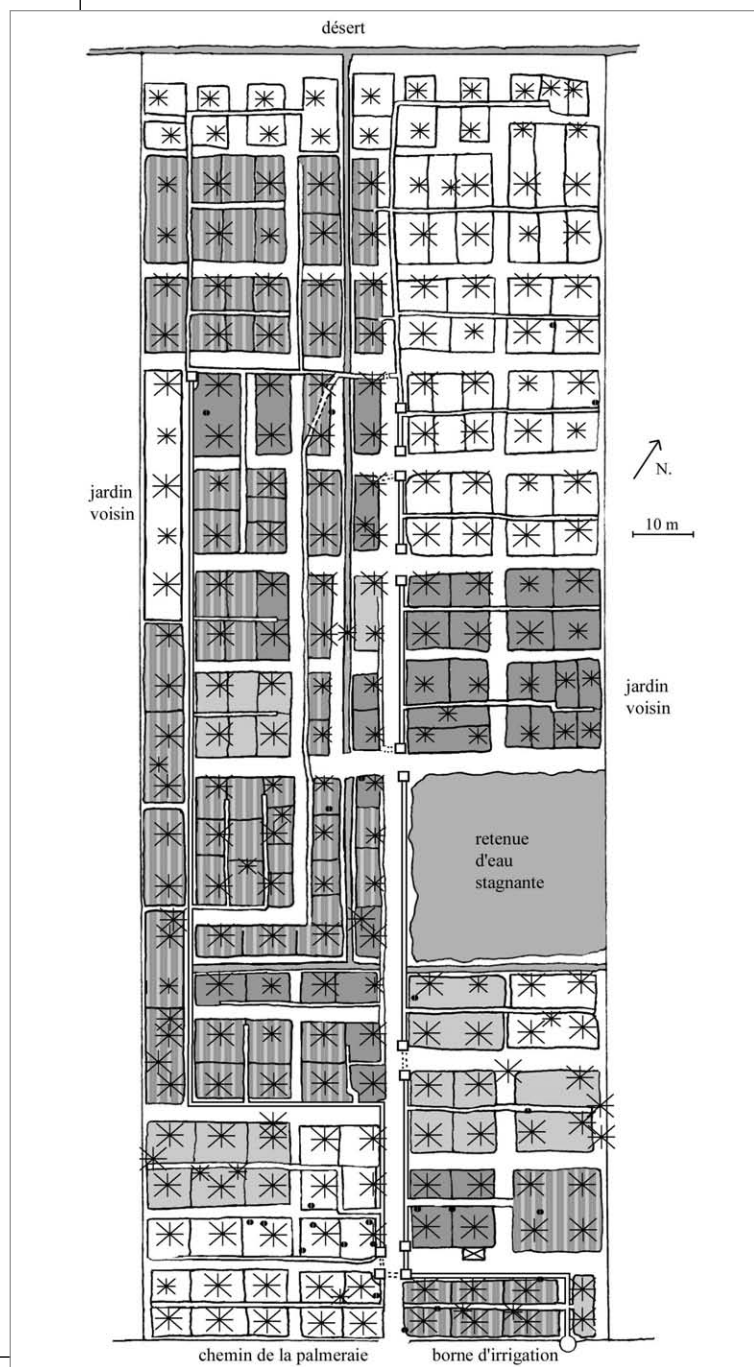 désert
N.
10 m
jardin
voisin
jardin
voisin
retenue
d'eau
stagnante
chemin de la palmeraie
borne d'irrigation